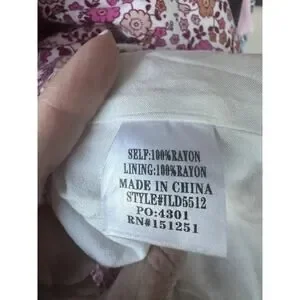 SELF:100%RAYON
LINING:100%RAYON
MADE IN CHINA
STYLE#ILD5512
PO:4301
RN#151251